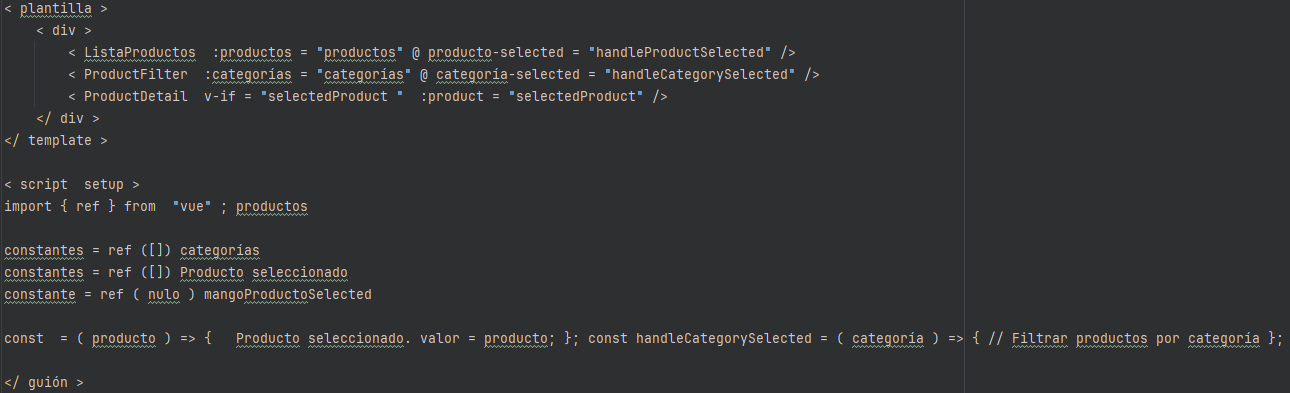 < plantilla >
< div >
< ListaProductos :productos = "productos" @ producto-selected = "handleProductSelected" />
< ProductFilter :categorías = "categorías" @ categoría-selected = "handleCategorySelected" />
< ProductDetail v-if = "selectedProduct " :product = "selectedProduct" />
</ div >
</ template >
< script setup >
import { ref } from "vue" ; productos
constantes = ref ([]) categorías
constantes = ref ([]) Producto seleccionado
constante = ref ( nulo ) mangoProductoSelected
const = ( producto ) => { Producto seleccionado. valor = producto; }; const handleCategorySelected = ( categoría ) => { // Filtrar productos por categoría };
</ guión >